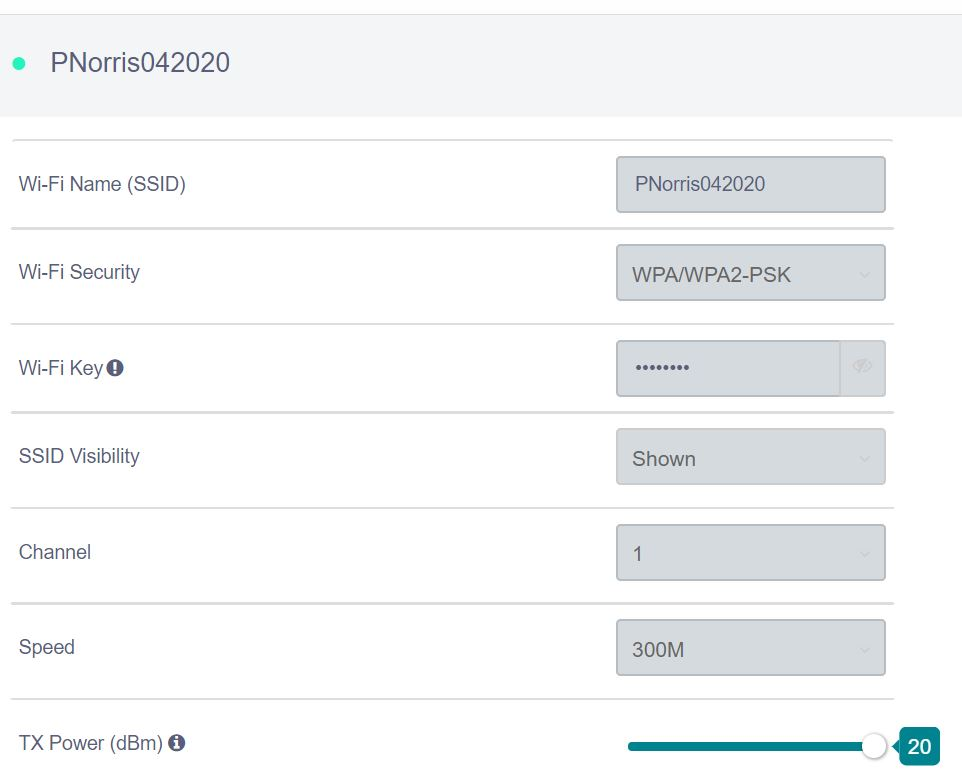 PNorris042020
Wi-Fi Name (SSID) PNorris042020
Wi-Fi Security WPA/WPA2-PSK
Wi-Fi Key ••••••••
SSID Visibility Shown
Channel 1
Speed 300M
TX Power (dBm) 20